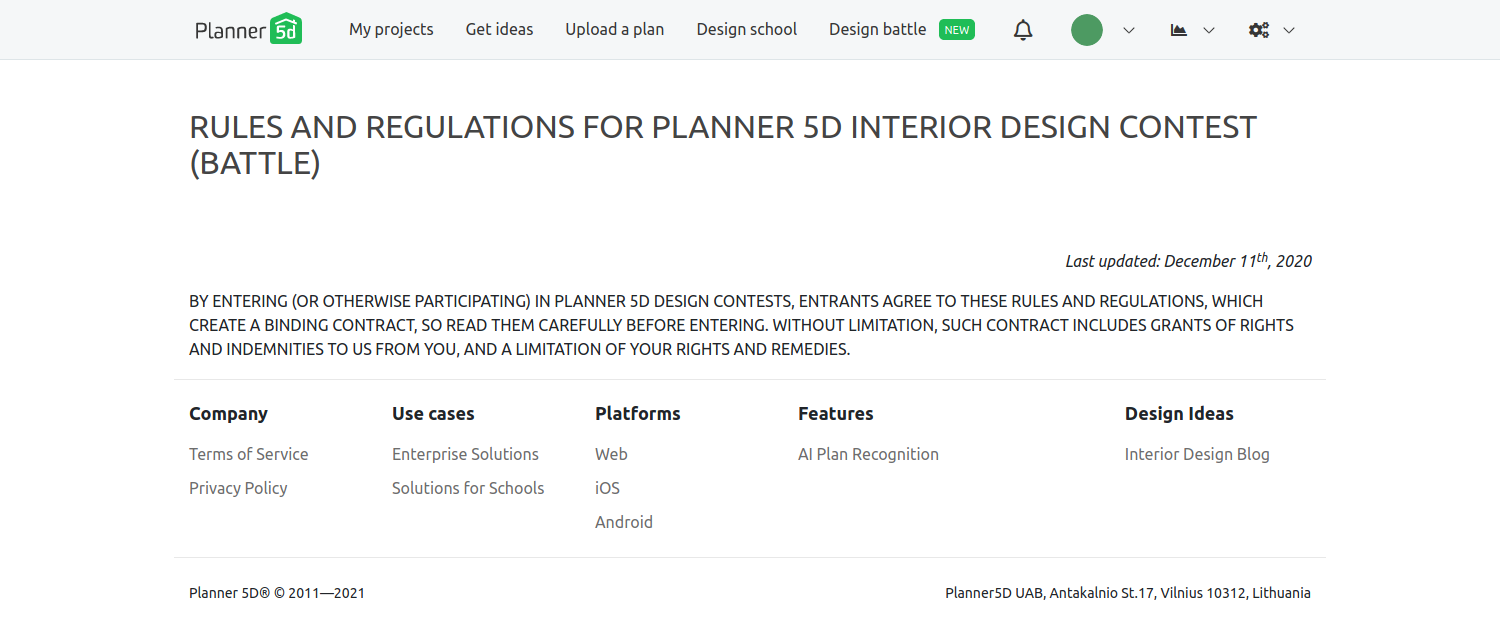 Planner 5d My projects Get ideas Upload a plan Design school Design battle NEW
RULES AND REGULATIONS FOR PLANNER 5D INTERIOR DESIGN CONTEST
(BATTLE)
Last updated: December 11th, 2020
BY ENTERING (OR OTHERWISE PARTICIPATING) IN PLANNER 5D DESIGN CONTESTS, ENTRANTS AGREE TO THESE RULES AND REGULATIONS, WHICH
CREATE A BINDING CONTRACT, SO READ THEM CAREFULLY BEFORE ENTERING. WITHOUT LIMITATION, SUCH CONTRACT INCLUDES GRANTS OF RIGHTS
AND INDEMNITIES TO US FROM YOU, AND A LIMITATION OF YOUR RIGHTS AND REMEDIES.
Company
Terms of Service
Privacy Policy
Use cases
Enterprise Solutions
Solutions for Schools
Platforms
Web
iOS
Android
Features
AI Plan Recognition
Design Ideas
Interior Design Blog
Planner 5D® © 2011—2021
Planner5D UAB, Antakalnio St.17, Vilnius 10312, Lithuania